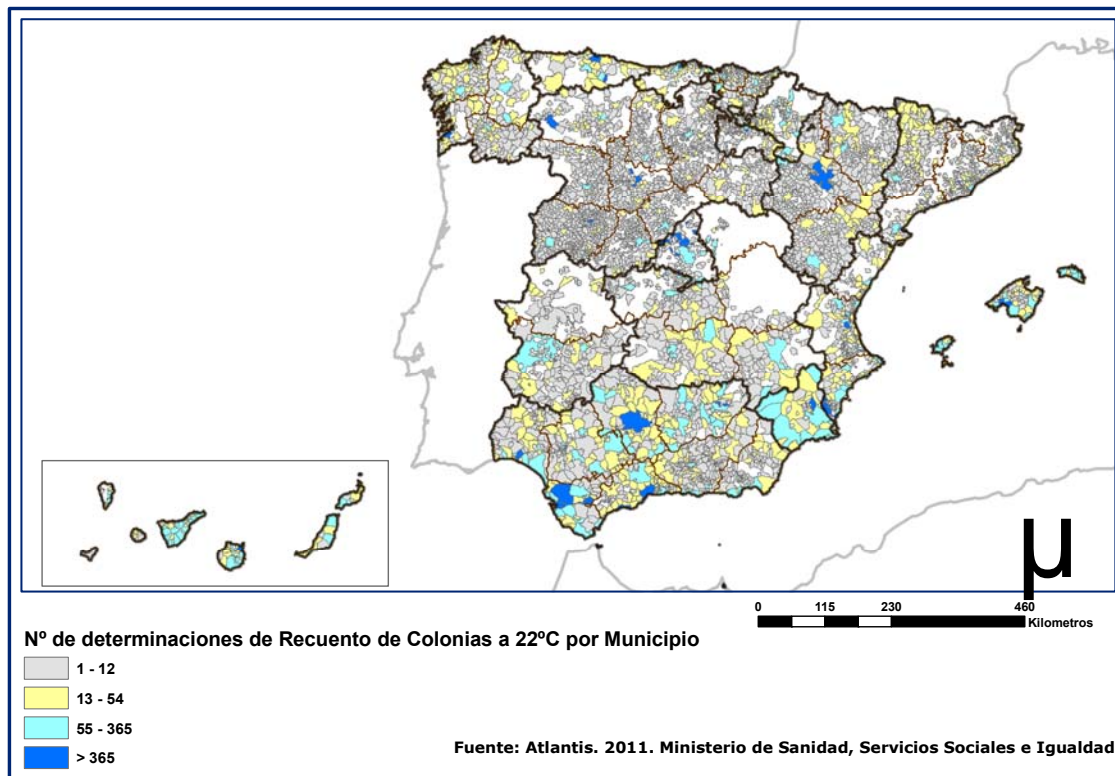 µ
0 115 230 460
Kilometros
Nº de determinaciones de Recuento de Colonias a 22ºC por Municipio
1 - 12
13 - 54
55 - 365
> 365
Fuente: Atlantis. 2011. Ministerio de Sanidad, Servicios Sociales e Igualdad